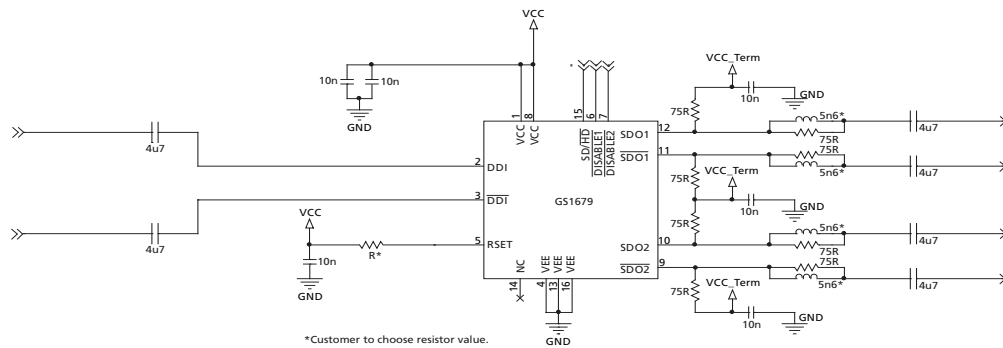 VCC
VCC_Term
10n
GND
10n
10n
GND
15
6
7
1
8
VCC
VCC
SD/HD
DISABLE1
DISABLE2
75R
5n6*
75R
4u7
12
SDO1
11
SDO1
75R
5n6*
4u7
4u7
2
DDI
75R
VCC_Term
10n
GND
3
DDI
GS1679
75R
VCC
4u7
R*
5
RSET
10
SDO2
5n6*
75R
4u7
9
SDO2
75R
5n6*
4u7
10n
GND
NC
14
VEE
VEE
VEE
4
13
16
GND
75R
VCC_Term
10n
GND
*
*Customer to choose resistor value.